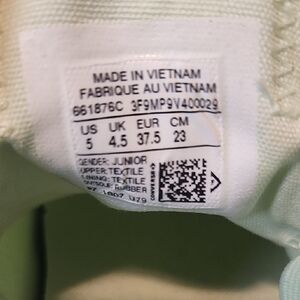 MADE IN VIETNAM
FABRIQUE AU VIETNAM
661876C 3F9MP9V400029
US UK EUR CM
5 4.5 37.5 23
GENDER: JUNIOR
UPPER: TEXTILE
LINING: TEXTILE
OUTSOLE: RUBBER
CONVERSE